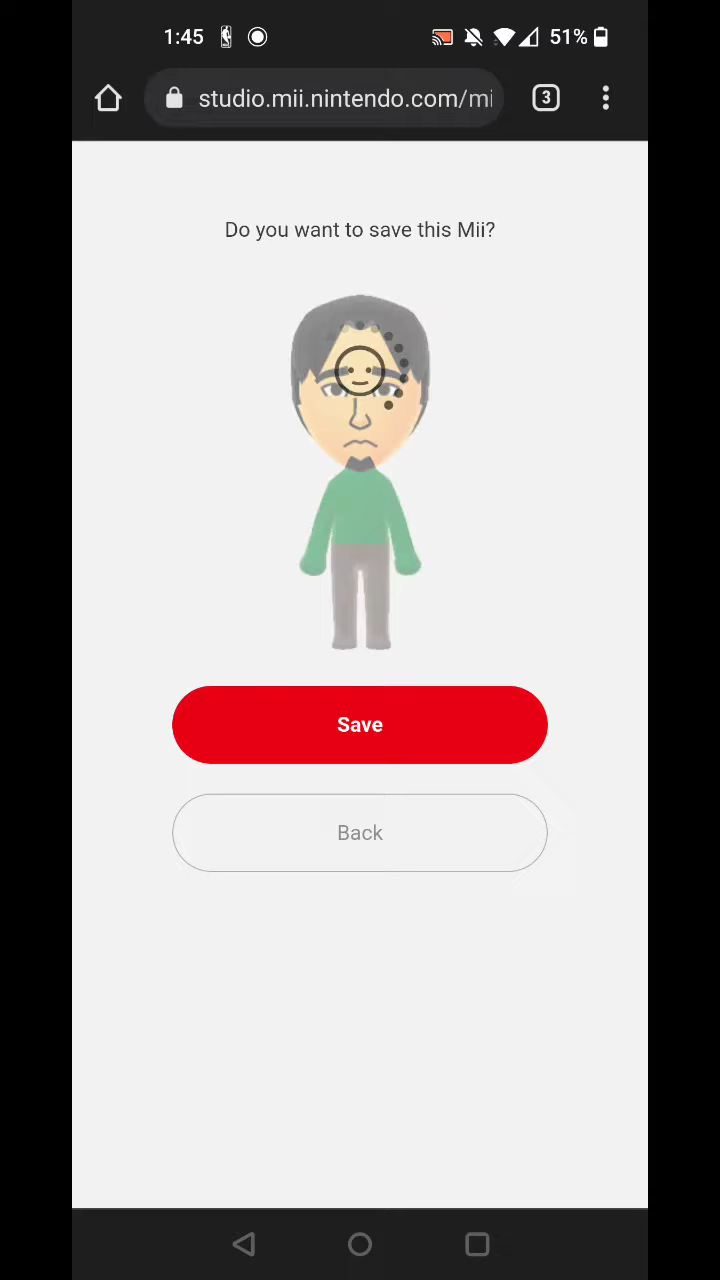 1:45
51%
studio.mii.nintendo.com/mi
3
Do you want to save this Mii?
Save
Back